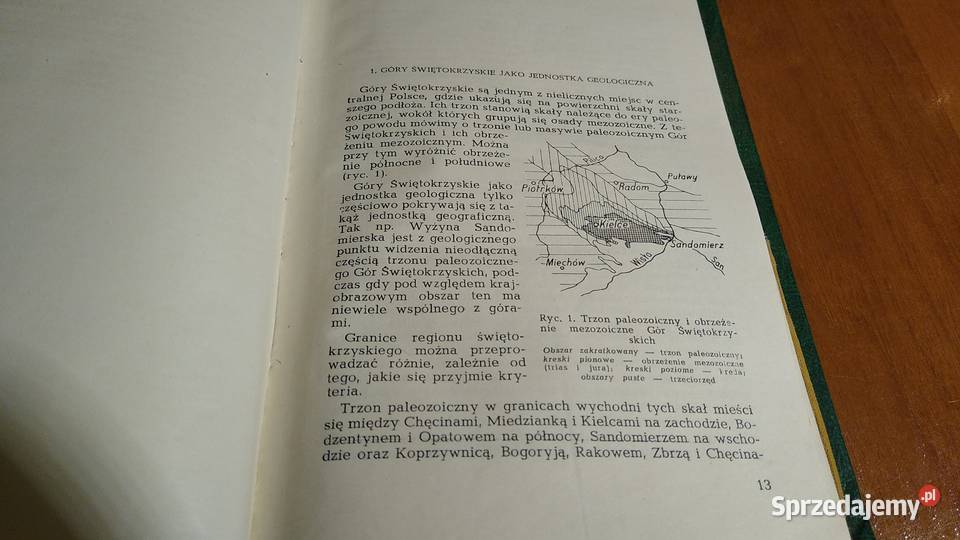 1. GÓRY ŚWIĘTOKRZYSKIE JAKO JEDNOSTKA GEOLOGICZNA
Góry Świętokrzyskie są jednym z nielicznych miejsc w cen-
tralnej Polsce, gdzie ukazują się na powierzchni skały star-
szego podłoża. Ich trzon stanowią skały należące do ery paleo-
zoicznej, wokół których grupują się osady mezozoiczne. Z te-
go powodu mówimy o trzonie lub masywie paleozoicznym Gór
Świętokrzyskich i ich obrze-
żeniu mezozoicznym. Można
przy tym wyróżnić obrzeże-
nie północne i południowe
(ryc. 1).
Góry Świętokrzyskie jako
jednostka geologiczna tylko
częściowo pokrywają się z ta-
kąż jednostką geograficzną.
Tak np. Wyżyna Sando-
mierska jest z geologicznego
punktu widzenia nieodłączną
częścią trzonu paleozoiczne-
go Gór Świętokrzyskich, pod-
czas gdy pod względem kraj-
obrazowym obszar ten ma
niewiele wspólnego z góra-
mi.
Granice regionu święto-
krzyskiego można przepro-
wadzać różnie, zależnie od
tego, jakie się przyjmie kry-
teria.
Pilica
Piotrków
Radom
Puławy
Kielce
Sandomierz
Miechów
Wisła
San
Ryc. 1. Trzon paleozoiczny i obrzeże-
nie mezozoiczne Gór Świętokrzy-
skich
Obszar zakratkowany — trzon paleozoiczny;
kreski pionowe — obrzeżenie mezozoiczne
(trias i jura); kreski poziome — kreda;
obszary puste — trzeciorzęd
Trzon paleozoiczny w granicach wychodni tych skał mieści
się między Chęcinami, Miedzianką i Kielcami na zachodzie, Bo-
dzentynem i Opatowem na północy, Sandomierzem na wscho-
dzie oraz Koprzywnicą, Bogoryją, Rakowem, Zbrzą i Chęcina-
13
Sprzedajemy.pl